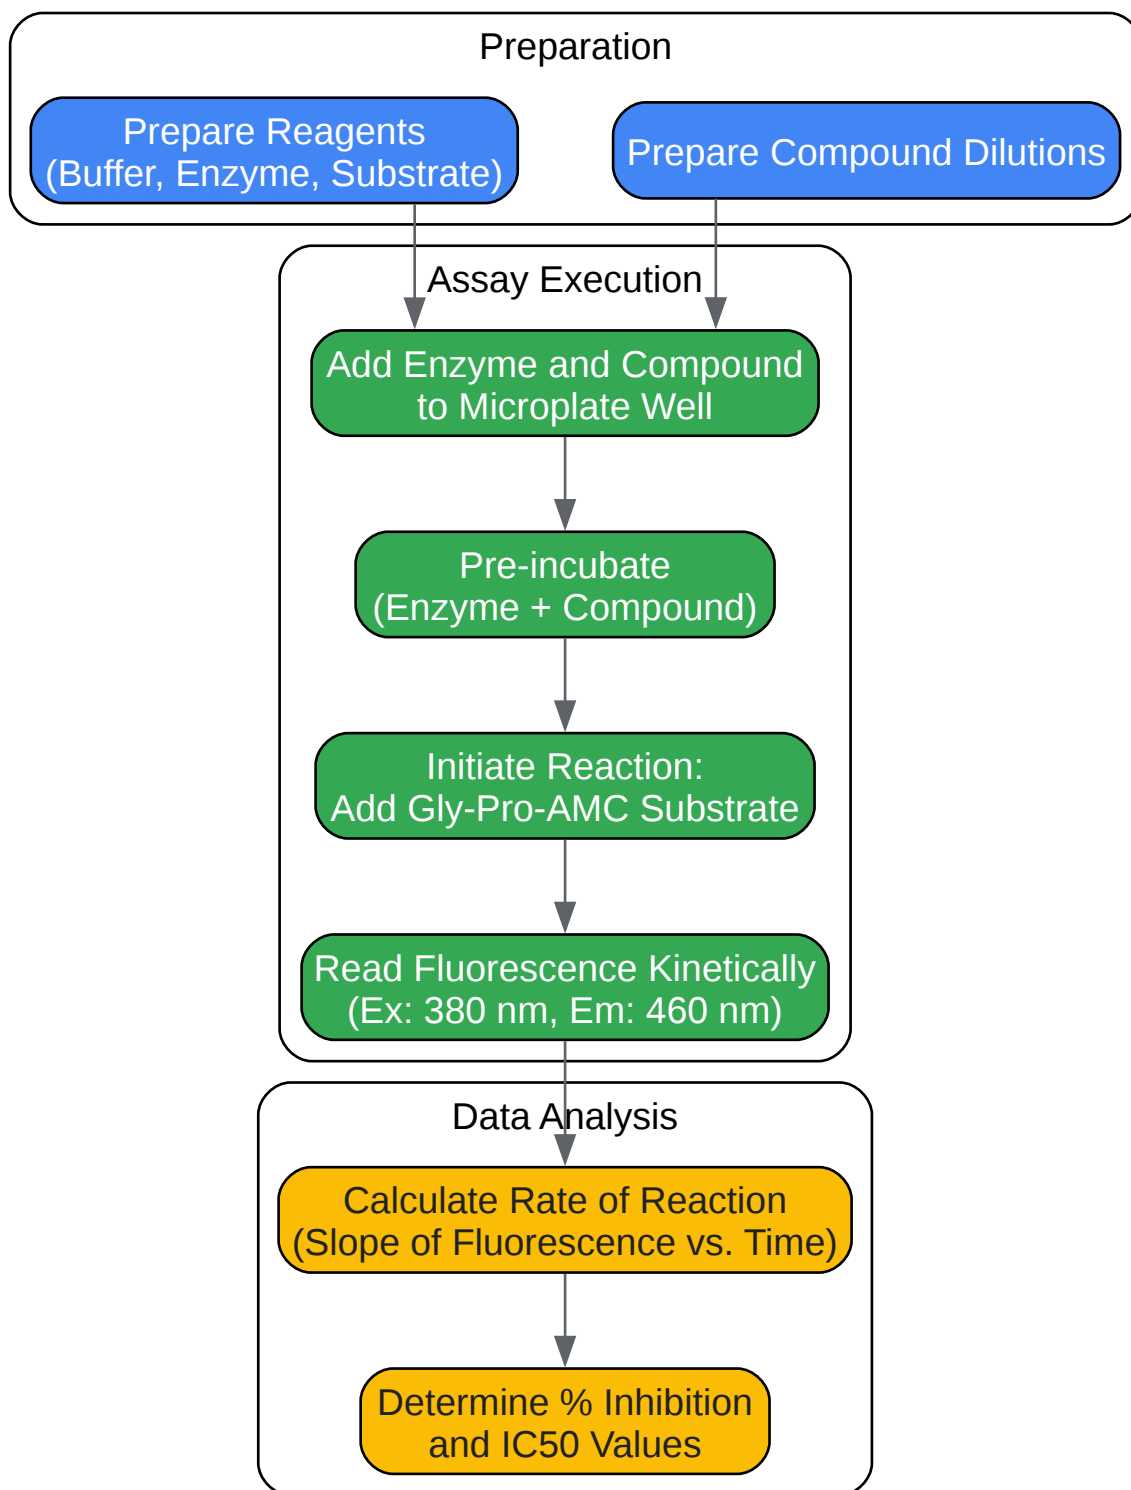 Preparation
Prepare Reagents
(Buffer, Enzyme, Substrate)
Prepare Compound Dilutions
Assay Execution
Add Enzyme and Compound
to Microplate Well
Pre-incubate
(Enzyme + Compound)
Initiate Reaction:
Add Gly-Pro-AMC Substrate
Read Fluorescence Kinetically
(Ex: 380 nm, Em: 460 nm)
Data Analysis
Calculate Rate of Reaction
(Slope of Fluorescence vs. Time)
Determine % Inhibition
and IC50 Values